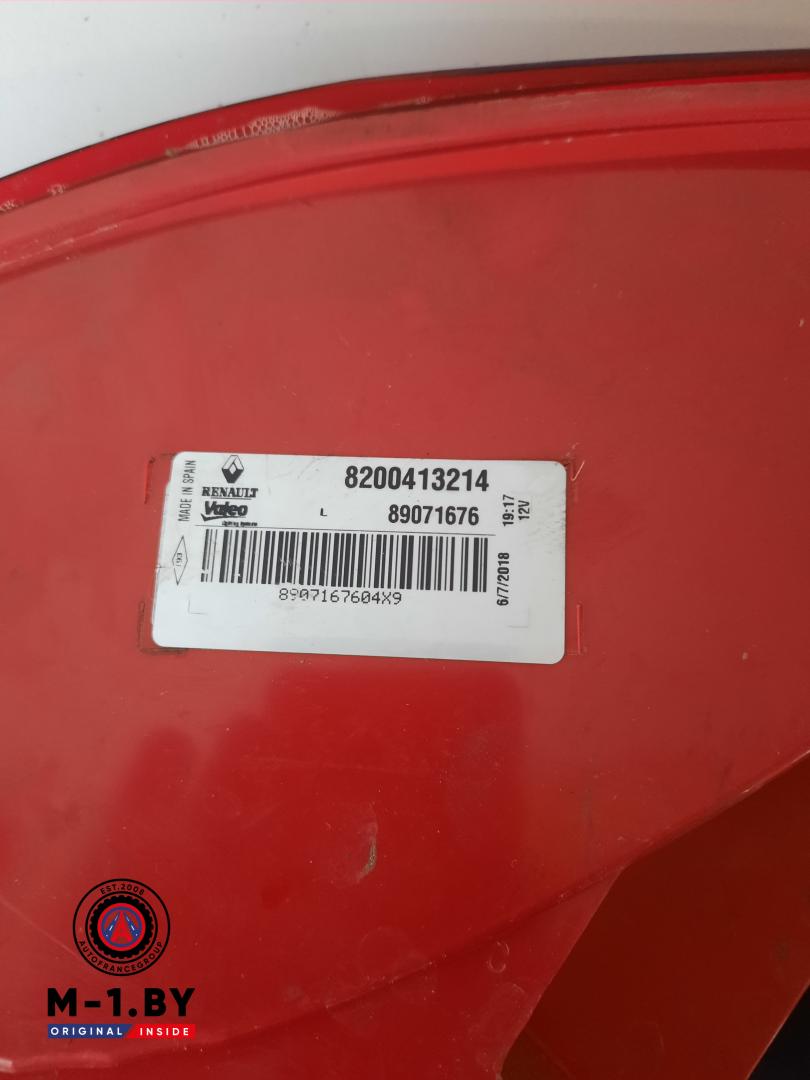 MADE IN SPAIN
RENAULT
8200413214
Valeo
L
89071676
19:17
12V
8907167604X9
6/7/2018
EST.2006
AUTOFRANCEGROUP
M-1.BY
ORIGINAL INSIDE